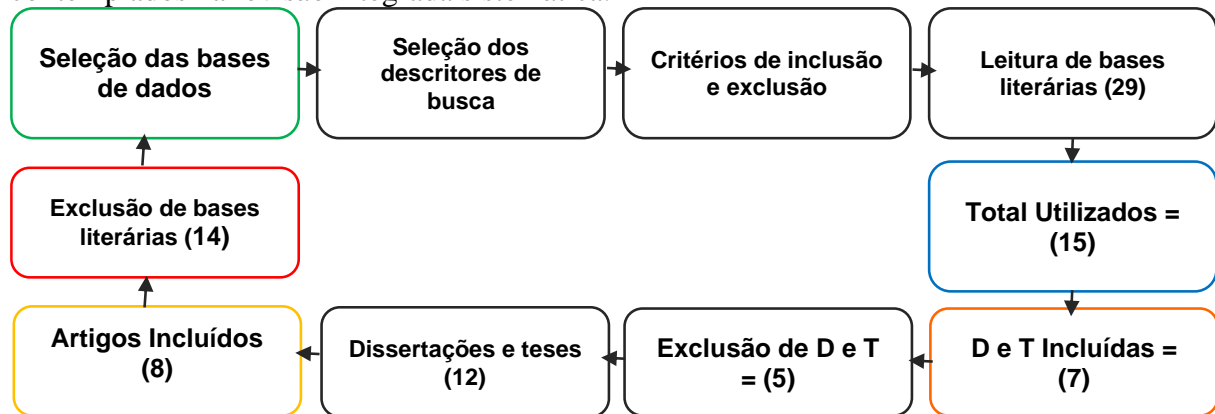 Seleção das bases
de dados
Seleção dos
descritores de
busca
Critérios de inclusão
e exclusão
Leitura de bases
literárias (29)
Exclusão de bases
literárias (14)
Total Utilizados =
(15)
Artigos Incluídos
(8)
Dissertações e teses
(12)
Exclusão de D e T
= (5)
D e T Incluídas =
(7)